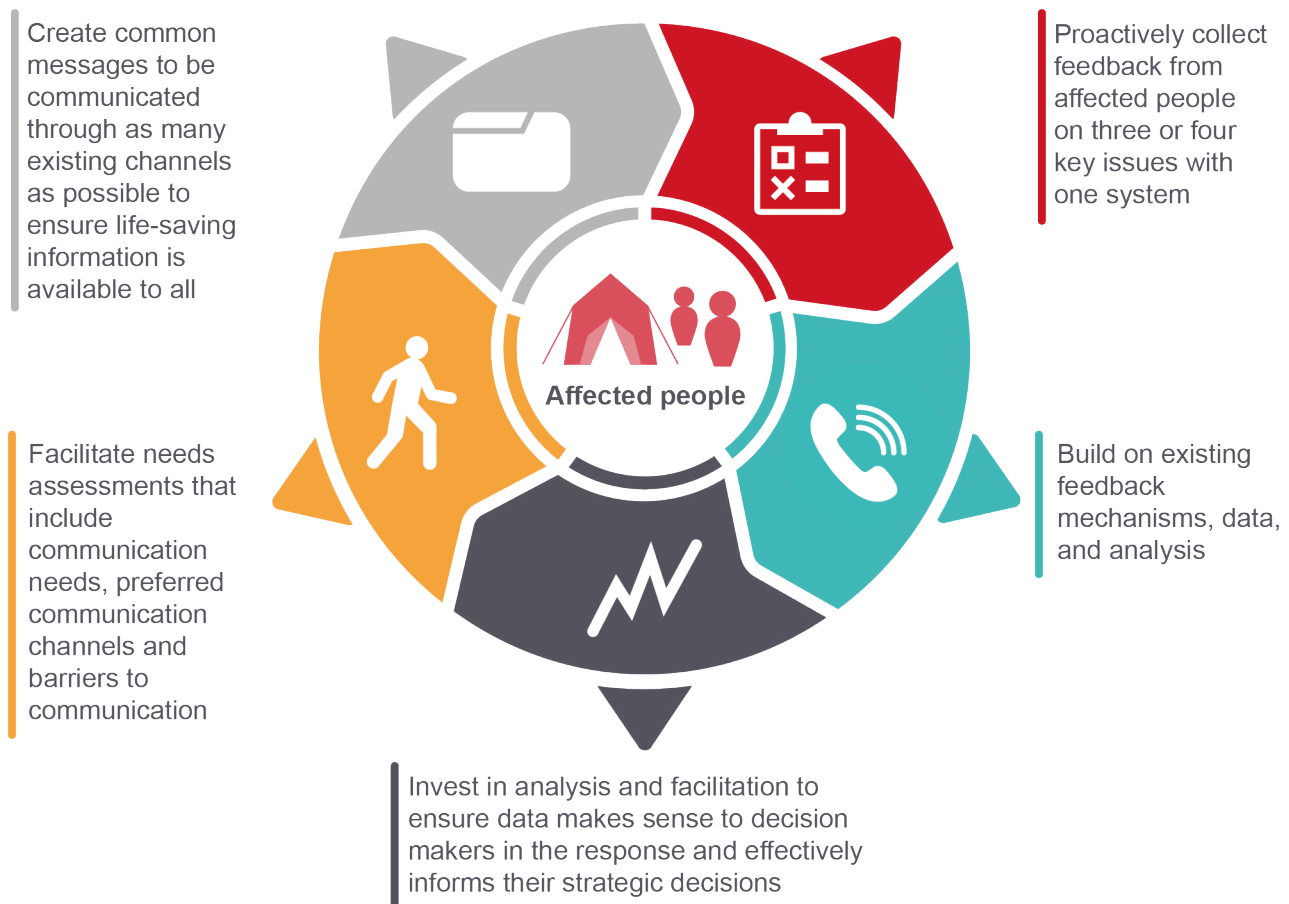 Create common
messages to be
communicated
through as many
existing channels
as possible to
ensure life-saving
information is
available to all
Proactively collect
feedback from
affected people
on three or four
key issues with
one system
Affected people
Facilitate needs
assessments that
include
communication
needs, preferred
communication
channels and
barriers to
communication
Build on existing
feedback
mechanisms, data,
and analysis
Invest in analysis and facilitation to
ensure data makes sense to decision
makers in the response and effectively
informs their strategic decisions